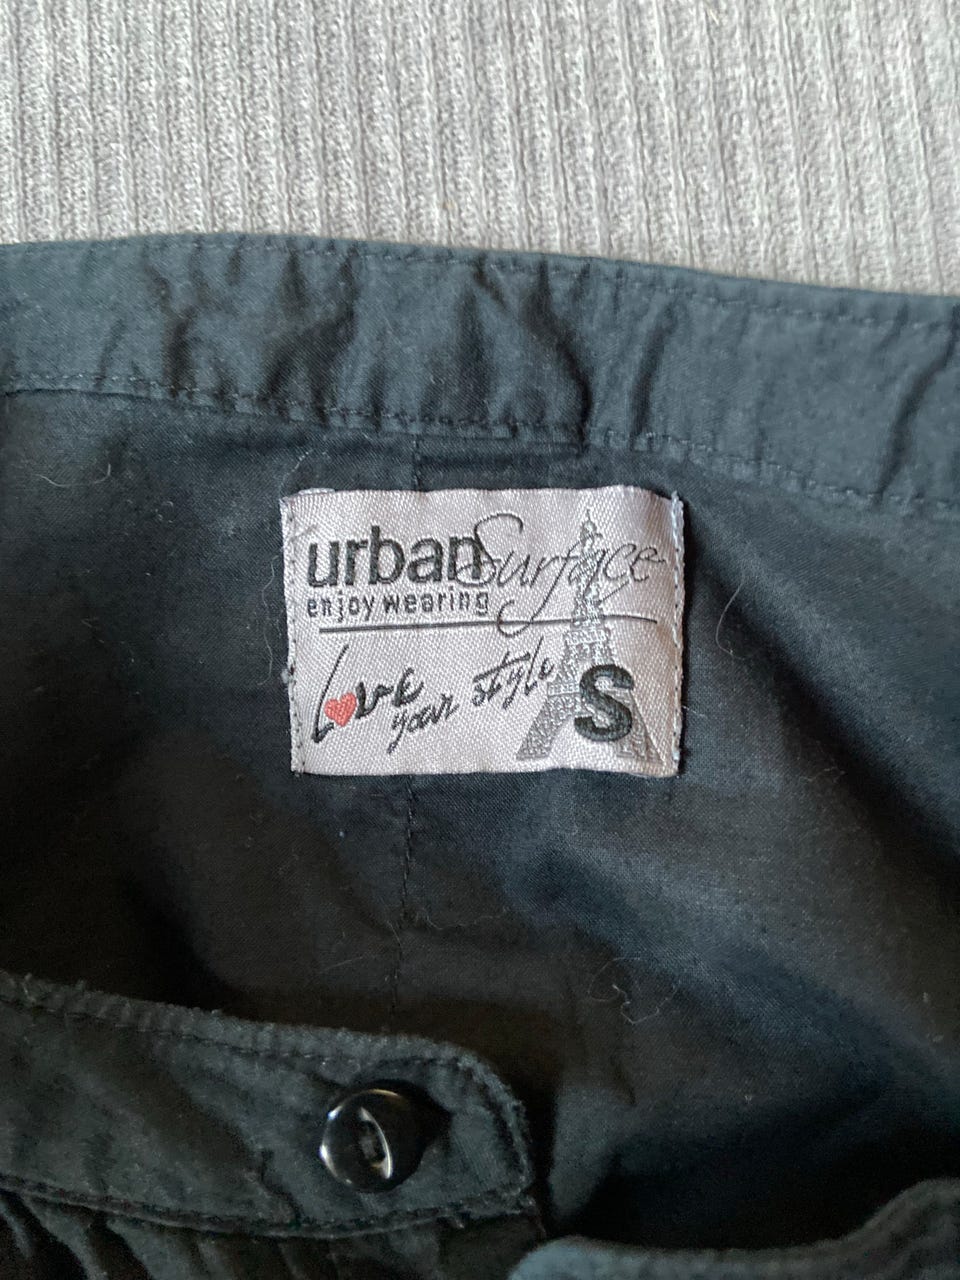 urban Surface
enjoy wearing
Love your style
S